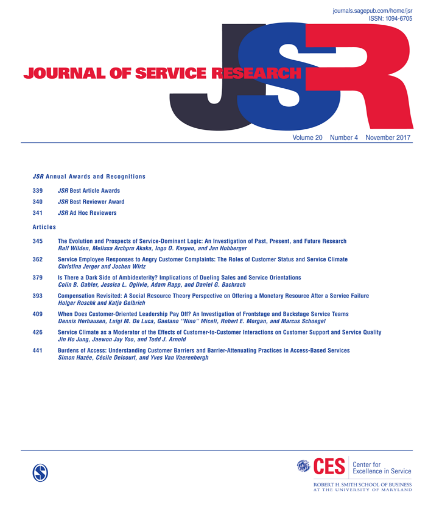 journals.sagepub.com/home/jsr
ISSN: 1094-6705
JSR
JOURNAL OF SERVICE RESEARCH
Volume 20 Number 4 November 2017
JSR Annual Awards and Recognitions
339 JSR Best Article Awards
340 JSR Best Reviewer Award
341 JSR Ad Hoc Reviewers
Articles
345 The Evolution and Prospects of Service-Dominant Logic: An Investigation of Past, Present, and Future Research
Ralf Wilden, Melissa Archpru Akaka, Ingo O. Karpen, and Jan Hohberger
362 Service Employee Responses to Angry Customer Complaints: The Roles of Customer Status and Service Climate
Christina Jerger and Jochen Wirtz
379 Is There a Dark Side of Ambidexterity? Implications of Dueling Sales and Service Orientations
Colin B. Gabler, Jessica L. Ogilvie, Adam Rapp, and Daniel G. Bachrach
393 Compensation Revisited: A Social Resource Theory Perspective on Offering a Monetary Resource After a Service Failure
Holger Roschk and Katja Gelbrich
409 When Does Customer-Oriented Leadership Pay Off? An Investigation of Frontstage and Backstage Service Teams
Dennis Herhausen, Luigi M. De Luca, Gaetano "Nino" Miceli, Robert E. Morgan, and Marcus Schoegel
426 Service Climate as a Moderator of the Effects of Customer-to-Customer Interactions on Customer Support and Service Quality
Jin Ho Jung, Jaewon Jay Yoo, and Todd J. Arnold
441 Burdens of Access: Understanding Customer Barriers and Barrier-Attenuating Practices in Access-Based Services
Simon Hazée, Cécile Delcourt, and Yves Van Vaerenbergh
S
CES Center for
Excellence in Service
ROBERT H. SMITH SCHOOL OF BUSINESS
AT THE UNIVERSITY OF MARYLAND